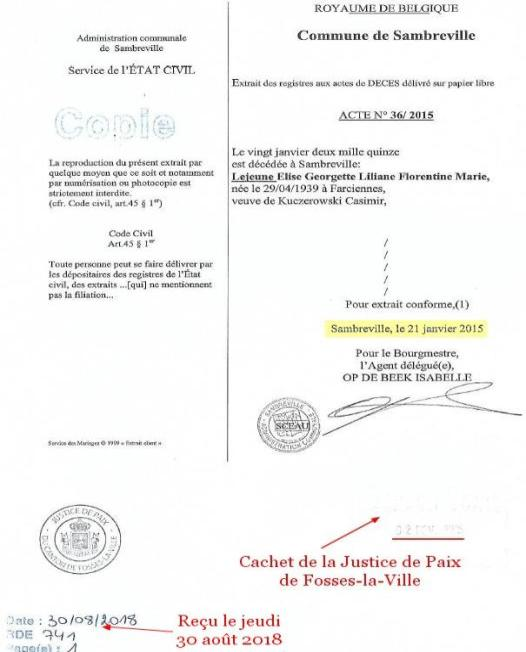 Administration communale
de Sambreville
Service de l'ÉTAT CIVIL
Copie
La reproduction du présent extrait par
quelque moyen que ce soit et notamment
par numérisation ou photocopie est
strictement interdite.
(cfr. Code civil, art.45 § 1er)
Code Civil
Art.45 § 1er
Toute personne peut se faire délivrer par
les dépositaires des registres de l'État
civil, des extraits ...[qui] ne mentionnent
pas la filiation...
Service des Mariages © 1999 « Extrait client »
ROYAUME DE BELGIQUE
Commune de Sambreville
Extrait des registres aux actes de DECES délivré sur papier libre
ACTE N° 36/ 2015
Le vingt janvier deux mille quinze
est décédée à Sambreville:
Lejeune Elise Georgette Liliane Florentine Marie,
née le 29/04/1939 à Farciennes,
veuve de Kuczerowski Casimir,
/
/
/
/
/
Pour extrait conforme,(1)
Sambreville, le 21 janvier 2015
Pour le Bourgmestre,
l'Agent délégué(e),
OP DE BEEK ISABELLE
SAMBREVILLE
SCEAU
JUSTICE DE PAIX
DU CANTON DE FOSSES-LA-VILLE
Cachet de la Justice de Paix
de Fosses-la-Ville
Date : 30/08/2018
RDE 741
Page(s) : 1
Reçu le jeudi
30 août 2018